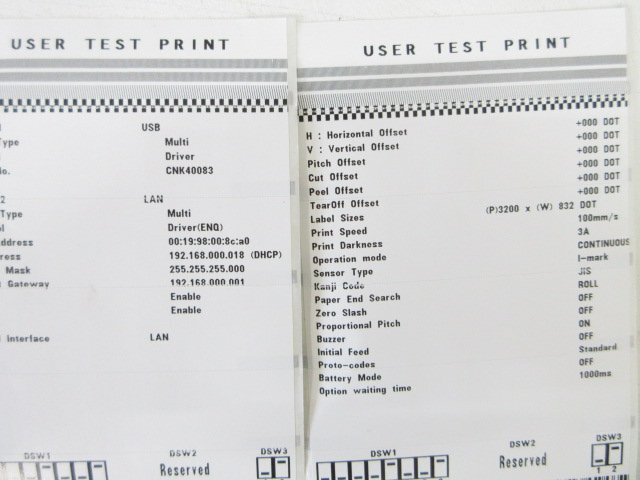 USER TEST PRINT
USB
Type Multi
Driver
o. CNK40083
2 LAN
Type Multi
l Driver(ENQ)
ddress 00:19:98:00:8c:a0
ress 192.168.000.018 (DHCP)
Mask 255.255.255.000
Gateway 192.168.000.001
Enable
Enable
Interface LAN
DSW1 DSW2 DSW3
Reserved
USER TEST PRINT
H : Horizontal Offset +000 DOT
V : Vertical Offset +000 DOT
Pitch Offset +000 DOT
Cut Offset +000 DOT
Peel Offset +000 DOT
TearOff Offset +000 DOT
Label Sizes (P)3200 x (W) 832 DOT
Print Speed 100mm/s
Print Darkness 3A
Operation mode CONTINUOUS
Sensor Type I-mark
Kanji Code JIS
Paper End Search ROLL
Zero Slash OFF
Proportional Pitch OFF
Buzzer ON
Initial Feed OFF
Proto-codes Standard
Battery Mode OFF
Option waiting time 1000ms
DSW1 DSW2 DSW3
Reserved
1 2